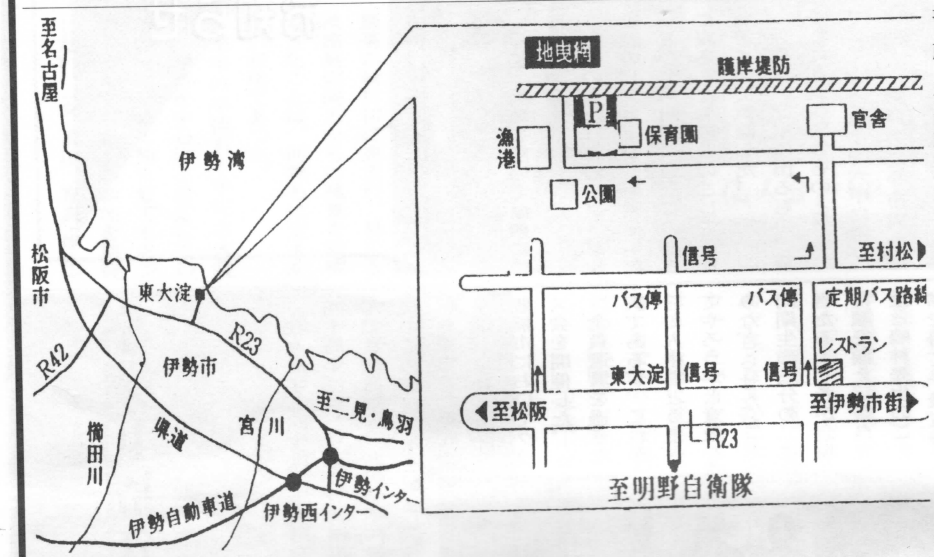 至名古屋
伊勢湾
松阪市
東大淀
R23
R42
伊勢市
至二見・鳥羽
櫛田川
県道
宮川
伊勢インター
伊勢西インター
伊勢自動車道
地曳網
護岸堤防
P
漁港
保育園
官舎
公園
信号
至村松
バス停
バス停
定期バス路線
レストラン
東大淀
信号
信号
至松阪
至伊勢市街
R23
至明野自衛隊